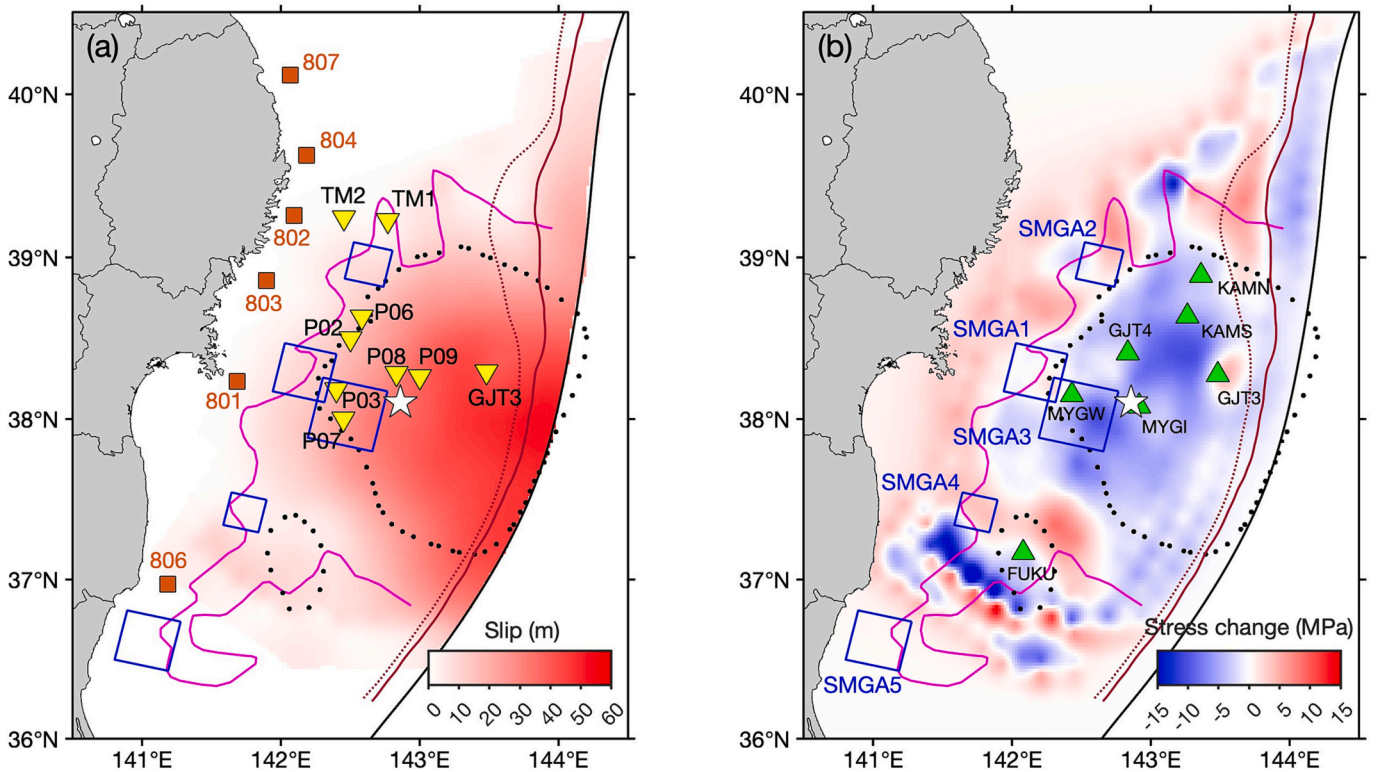 (a)
807
40°N
804
TM2
TM1
802
39°N
803
P02
P06
P08
P09
801
P03
GJT3
38°N
P07
806
37°N
Slip (m)
0 10 20 30 40 50 60
36°N
141°E 142°E 143°E 144°E
(b)
40°N
SMGA2
39°N
KAMN
SMGA1
GJT4
KAMS
GJT3
MYGW
MYGI
38°N
SMGA3
SMGA4
FUKU
37°N
Stress change (MPa)
SMGA5
-15 -10 -5 0 5 10 15
36°N
141°E 142°E 143°E 144°E